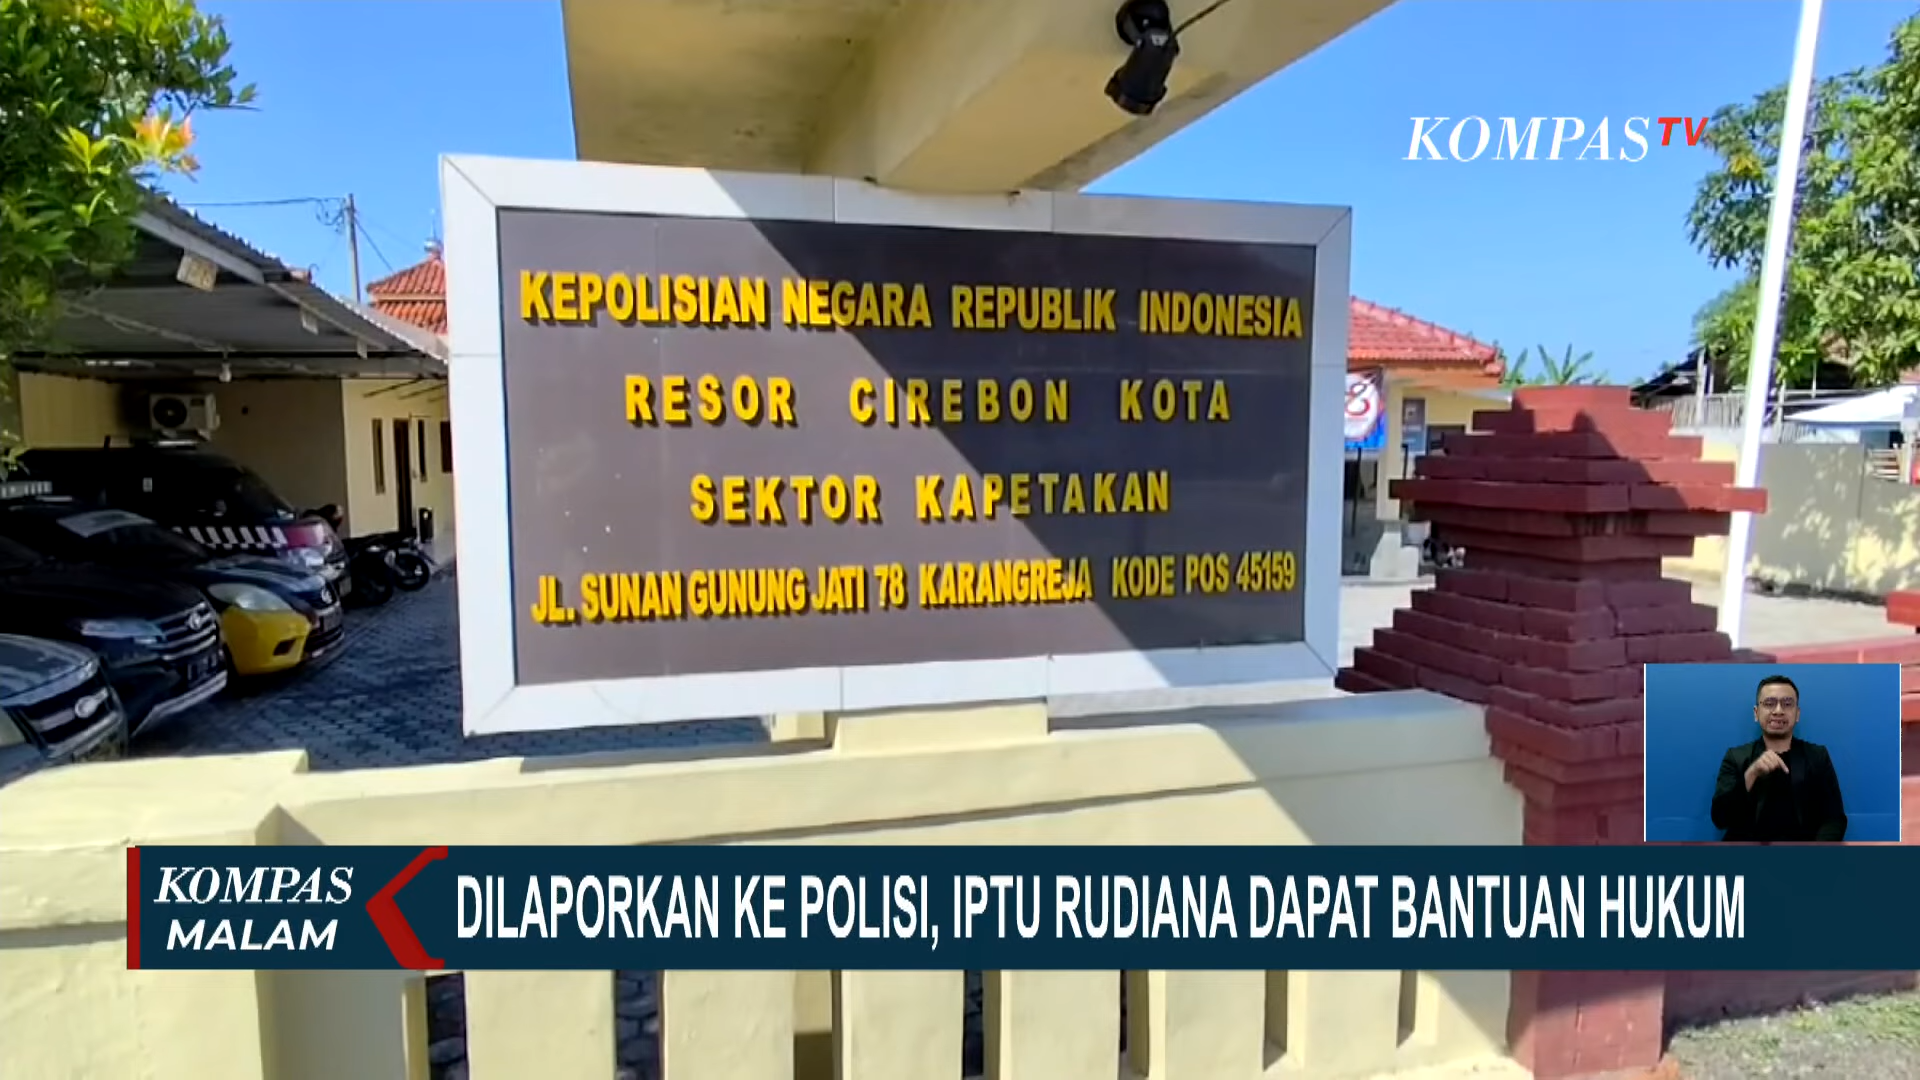 KOMPAS TV
KEPOLISIAN NEGARA REPUBLIK INDONESIA
RESOR CIREBON KOTA
SEKTOR KAPETAKAN
JL. SUNAN GUNUNG JATI 78 KARANGREJA KODE POS 45159
KOMPAS
MALAM
DILAPORKAN KE POLISI, IPTU RUDIANA DAPAT BANTUAN HUKUM